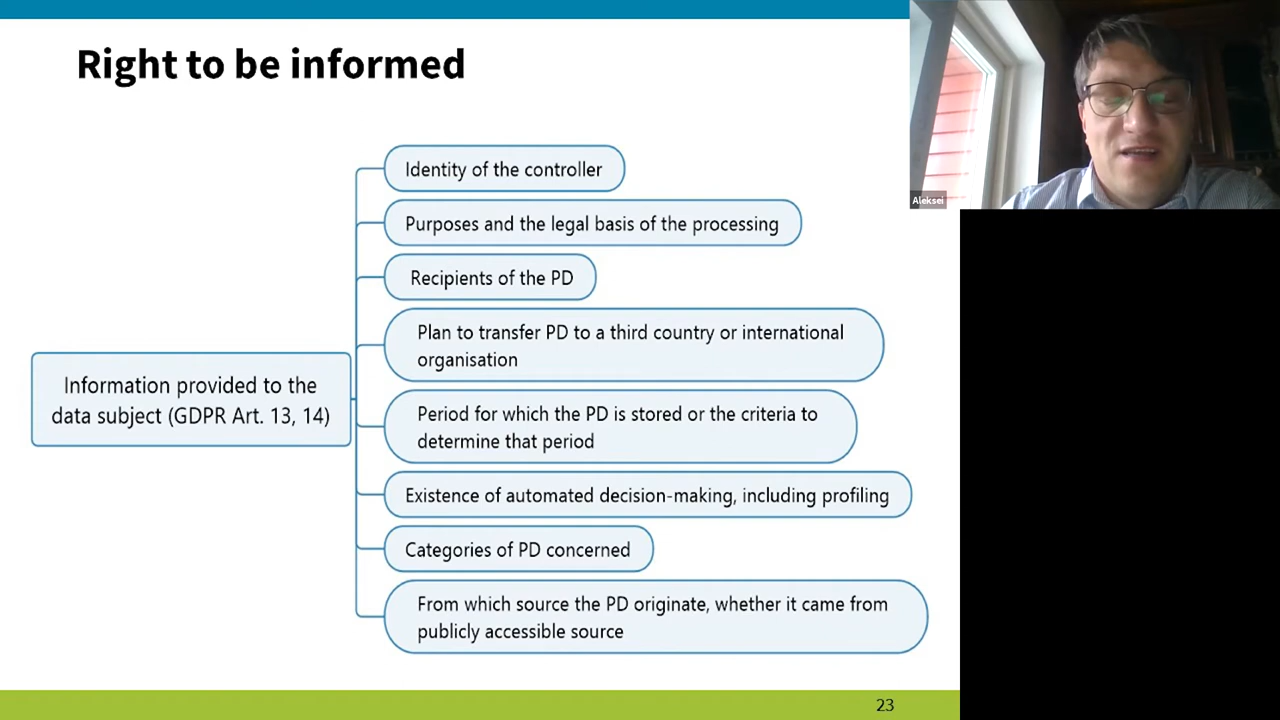 Right to be informed
Aleksei
Identity of the controller
Purposes and the legal basis of the processing
Recipients of the PD
Plan to transfer PD to a third country or international
organisation
Information provided to the
data subject (GDPR Art. 13, 14)
Period for which the PD is stored or the criteria to
determine that period
Existence of automated decision-making, including profiling
Categories of PD concerned
From which source the PD originate, whether it came from
publicly accessible source
23